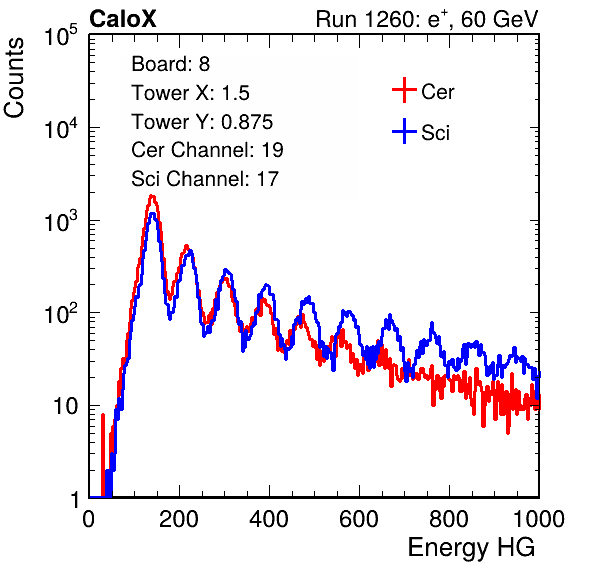 CaloX Run 1260: e⁺, 60 GeV
Counts
Board: 8
Tower X: 1.5
Tower Y: 0.875
Cer Channel: 19
Sci Channel: 17
Cer
Sci
10⁵
10⁴
10³
10²
10
1
0 200 400 600 800 1000
Energy HG